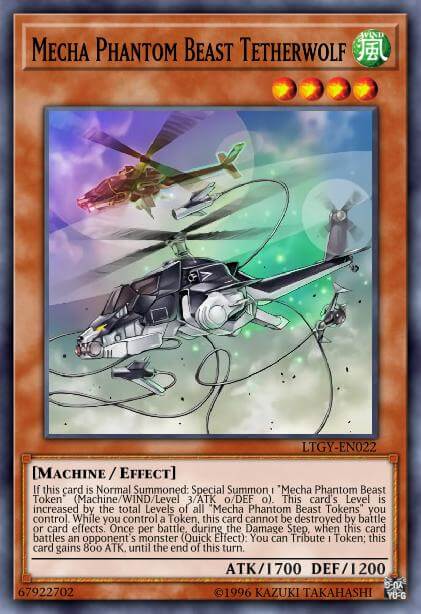 MECHA PHANTOM BEAST TETHERWOLF
WIND
風
LTGY-EN022
[MACHINE / EFFECT]
If this card is Normal Summoned: Special Summon 1 "Mecha Phantom Beast
Token" (Machine/WIND/Level 3/ATK 0/DEF 0). This card's Level is
increased by the total Levels of all "Mecha Phantom Beast Tokens" you
control. While you control a Token, this card cannot be destroyed by battle
or card effects. Once per battle, during the Damage Step, when this card
battles an opponent's monster (Quick Effect): You can Tribute 1 Token; this
card gains 800 ATK, until the end of this turn.
ATK/1700 DEF/1200
67922702
©1996 KAZUKI TAKAHASHI